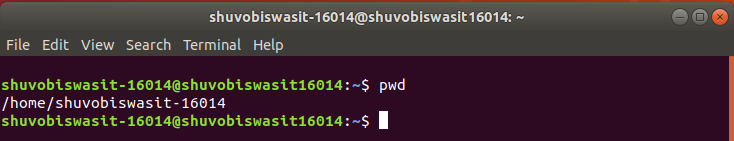 shuvobiswasit-16014@shuvobiswasit16014: ~
File Edit View Search Terminal Help
shuvobiswasit-16014@shuvobiswasit16014:~$ pwd
/home/shuvobiswasit-16014
shuvobiswasit-16014@shuvobiswasit16014:~$